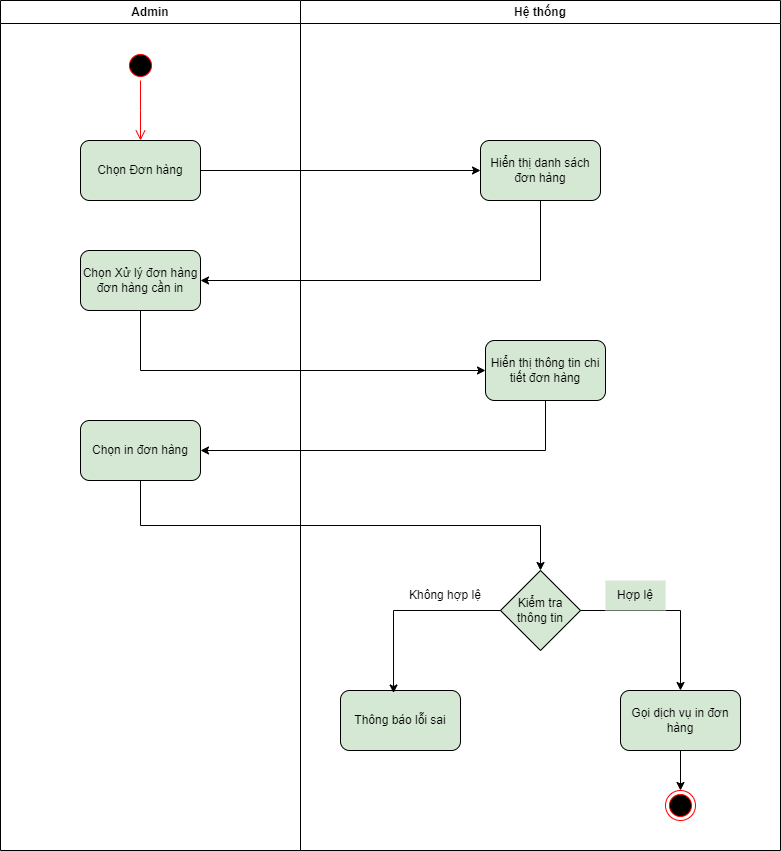 Admin
Hệ thống
Chọn Đơn hàng
Hiển thị danh sách
đơn hàng
Chọn Xử lý đơn hàng
đơn hàng cần in
Hiển thị thông tin chi
tiết đơn hàng
Chọn in đơn hàng
Không hợp lệ
Kiểm tra
thông tin
Hợp lệ
Thông báo lỗi sai
Gọi dịch vụ in đơn
hàng